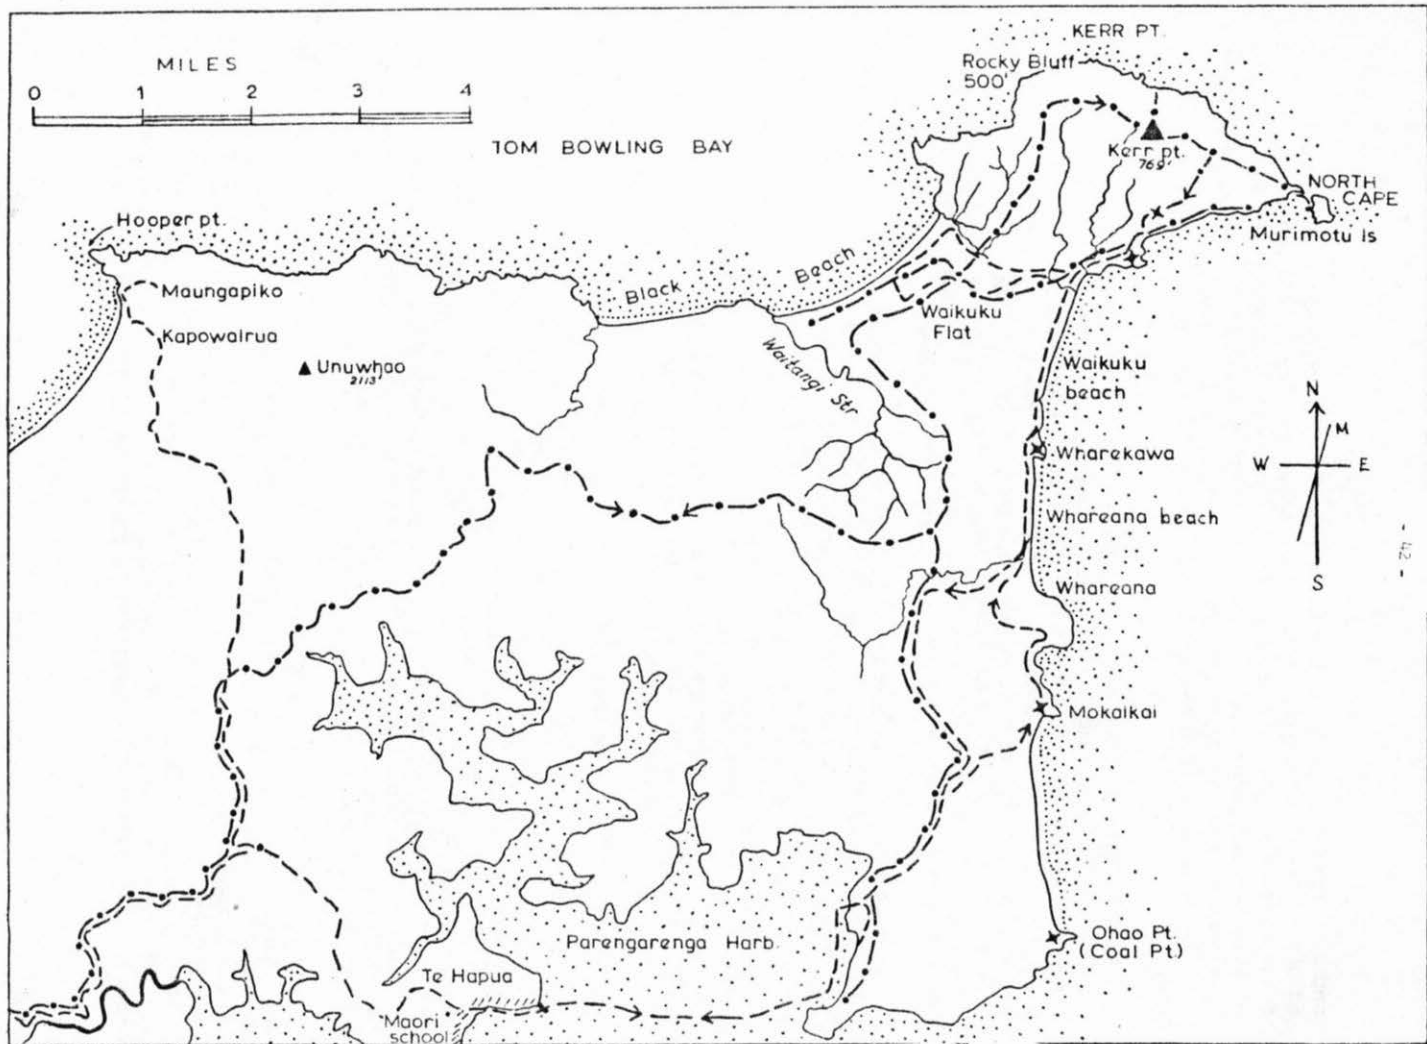 MILES
0 1 2 3 4
TOM BOWLING BAY
KERR PT.
Rocky Bluff
500'
Kerr pt.
769'
NORTH
CAPE
Murimotu Is
Hooper pt.
Maungapiko
Kapowairua
Unuwhao
2113'
Black Beach
Waikuku
Flat
Waitangi Str
Waikuku
beach
Wharekawa
Whareana beach
Whareana
Mokaikai
N
M
W E
S
- 42 -
Parengarenga Harb.
Ohao Pt.
(Coal Pt.)
Te Hapua
Maori
school